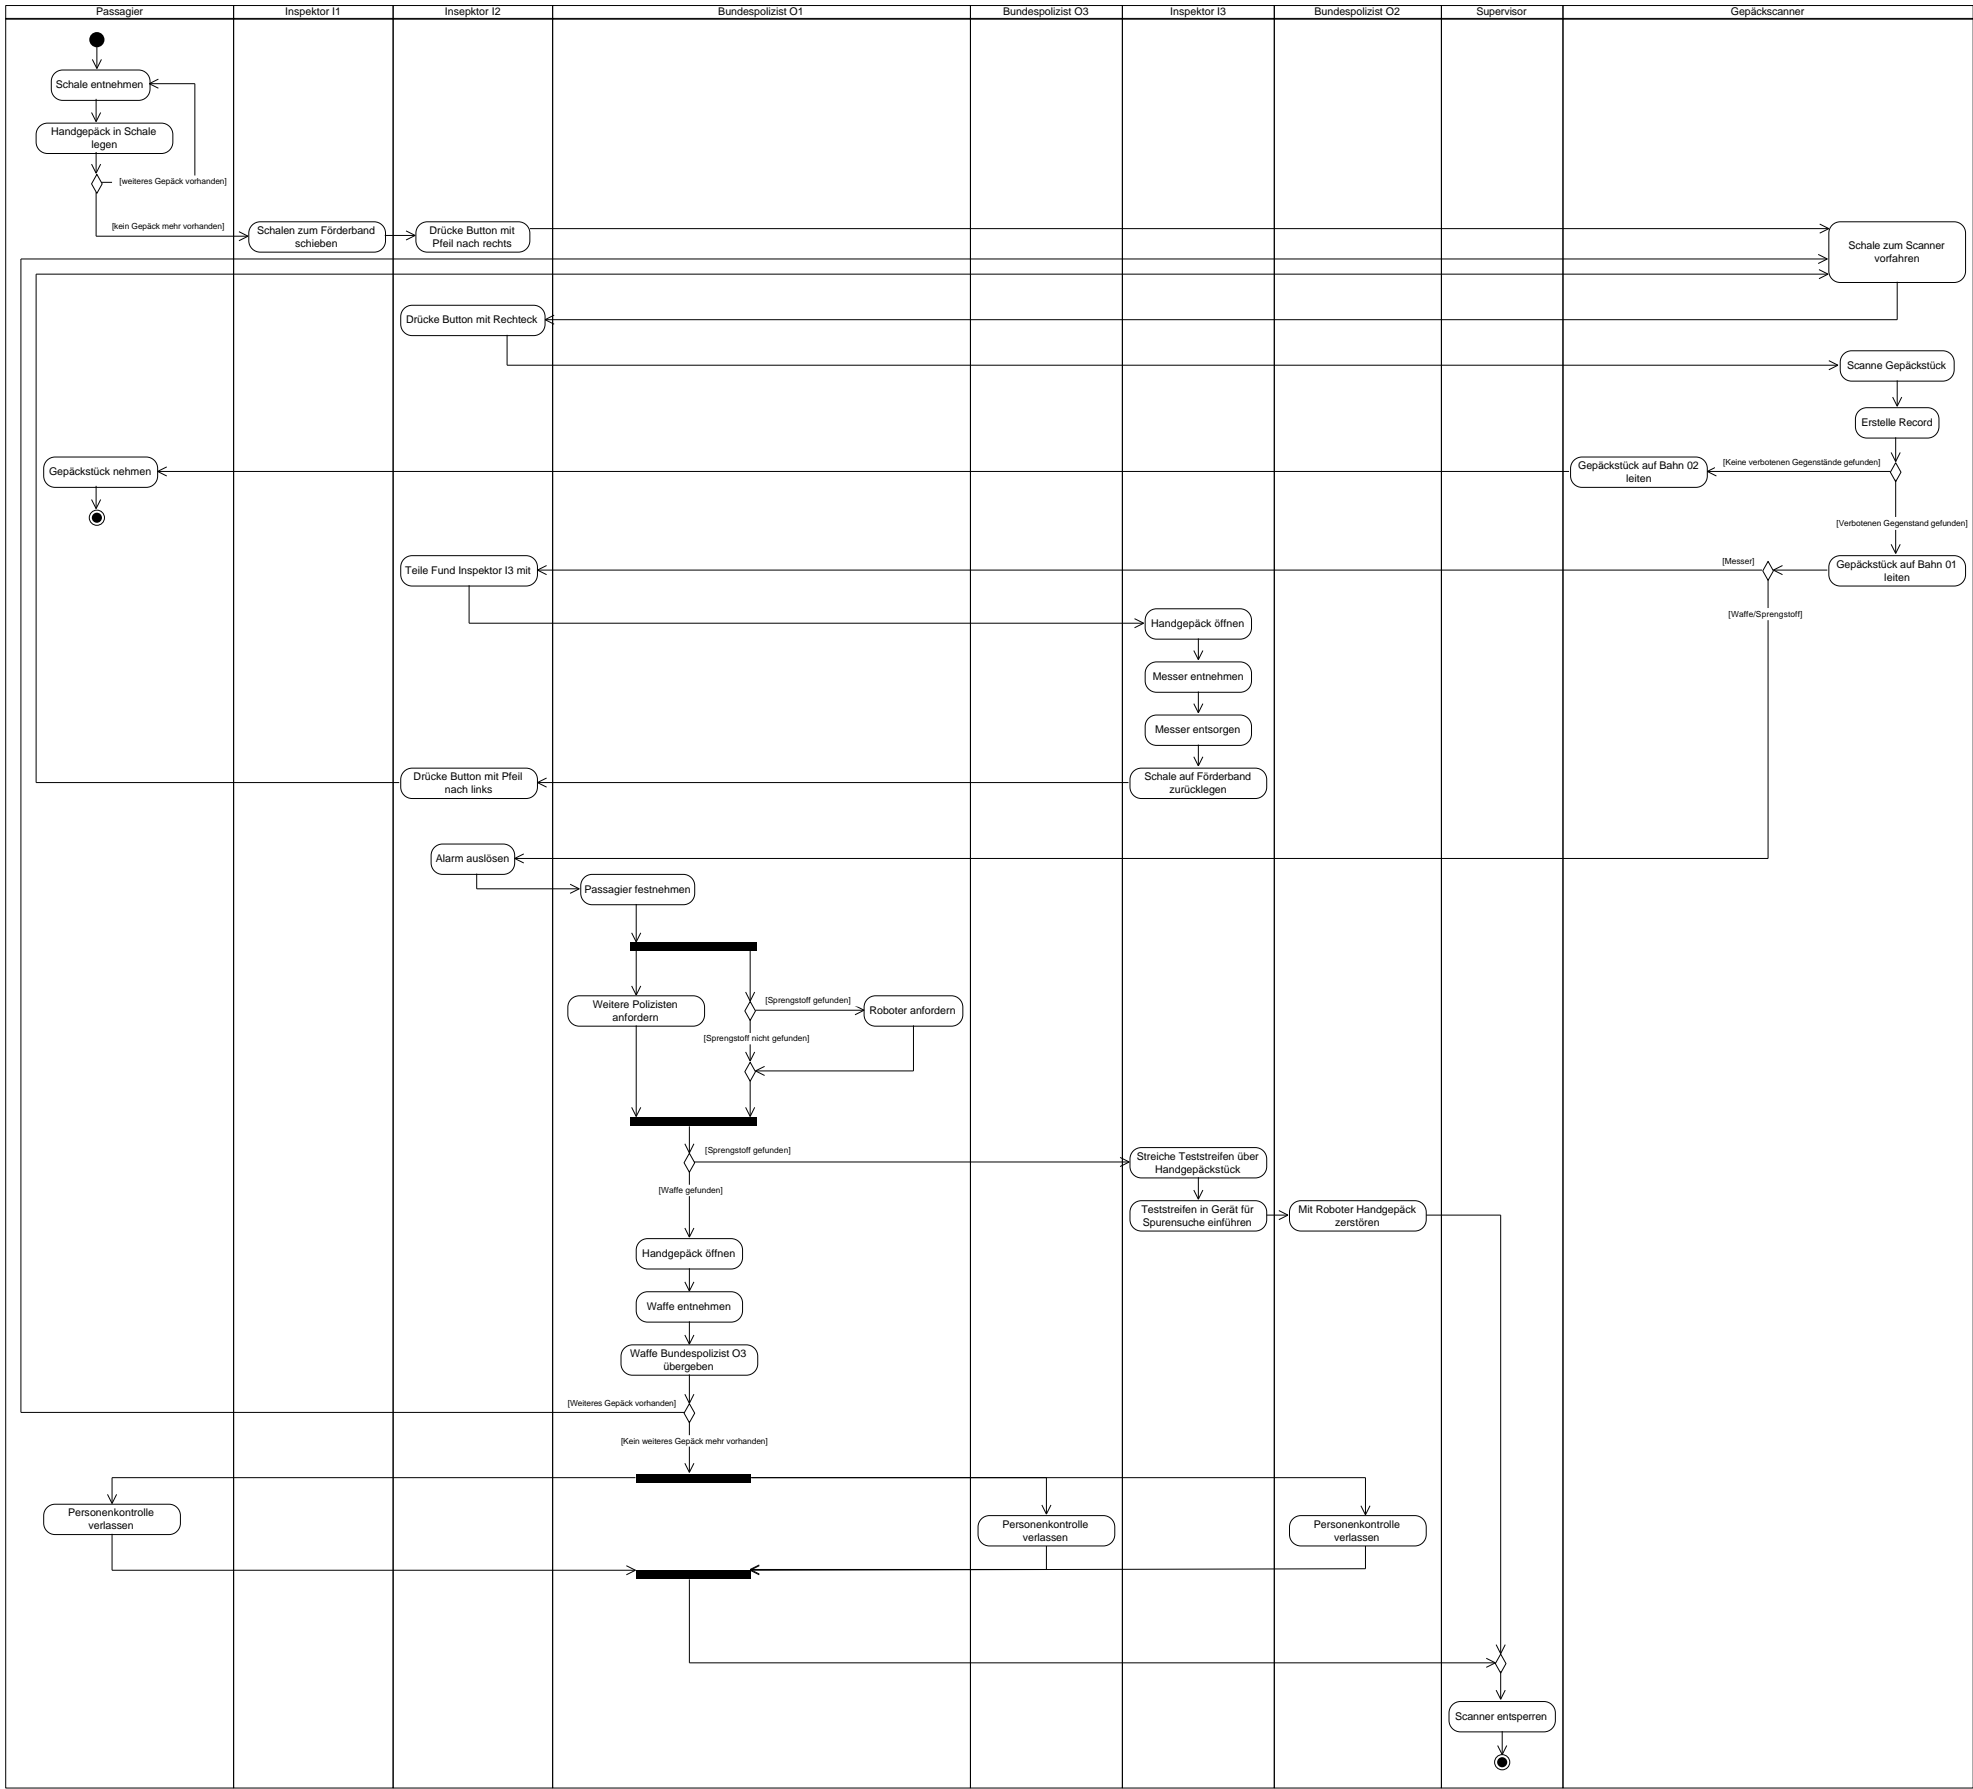 Passagier
Inspektor I1
Insepktor I2
Bundespolizist O1
Bundespolizist O3
Inspektor I3
Bundespolizist O2
Supervisor
Gepäckscanner
Schale entnehmen
Handgepäck in Schale
legen
[weiteres Gepäck vorhanden]
[kein Gepäck mehr vorhanden]
Schalen zum Förderband
schieben
Drücke Button mit
Pfeil nach rechts
Schale zum Scanner
vorfahren
Drücke Button mit Rechteck
Scanne Gepäckstück
Erstelle Record
Gepäckstück nehmen
Gepäckstück auf Bahn 02
leiten
[Keine verbotenen Gegenstände gefunden]
[Verbotenen Gegenstand gefunden]
Teile Fund Inspektor I3 mit
[Messer]
Gepäckstück auf Bahn 01
leiten
[Waffe/Sprengstoff]
Handgepäck öffnen
Messer entnehmen
Messer entsorgen
Drücke Button mit Pfeil
nach links
Schale auf Förderband
zurücklegen
Alarm auslösen
Passagier festnehmen
Weitere Polizisten
anfordern
[Sprengstoff gefunden]
Roboter anfordern
[Sprengstoff nicht gefunden]
[Sprengstoff gefunden]
Streiche Teststreifen über
Handgepäckstück
[Waffe gefunden]
Teststreifen in Gerät für
Spurensuche einführen
Mit Roboter Handgepäck
zerstören
Handgepäck öffnen
Waffe entnehmen
Waffe Bundespolizist O3
übergeben
[Weiteres Gepäck vorhanden]
[Kein weiteres Gepäck mehr vorhanden]
Personenkontrolle
verlassen
Personenkontrolle
verlassen
Personenkontrolle
verlassen
Scanner entsperren